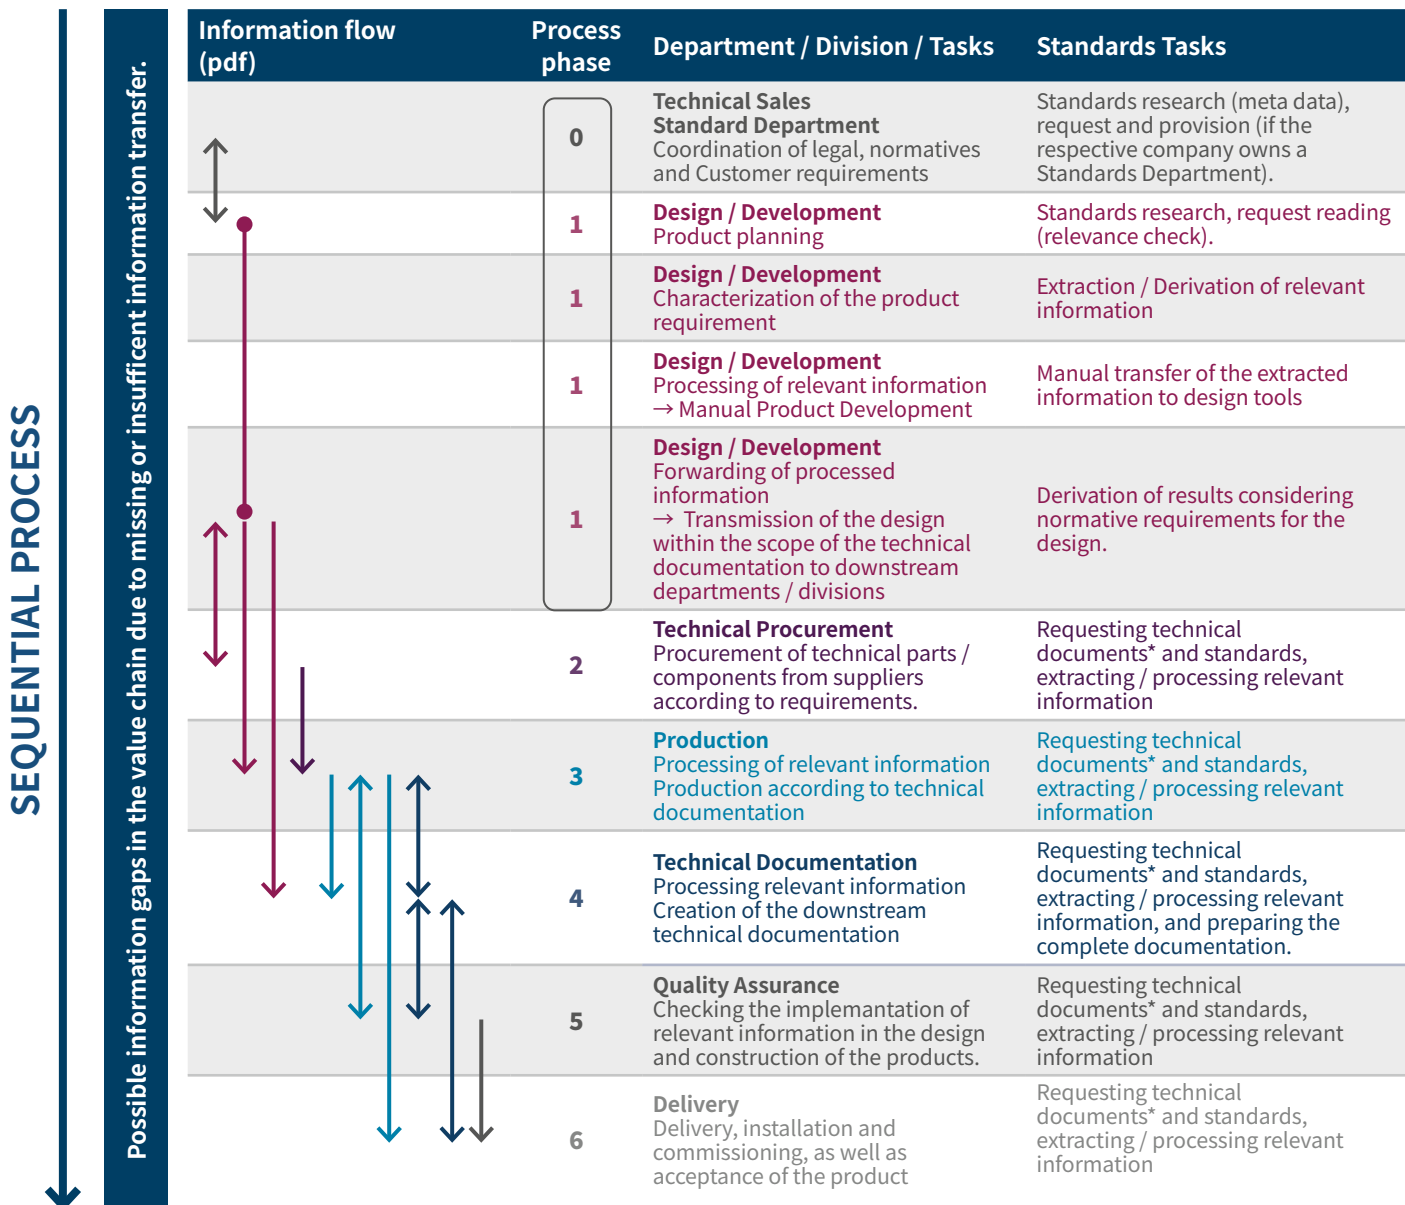 SEQUENTIAL PROCESS
Possible information gaps in the value chain due to missing or insufficent information transfer.
Information flow
(pdf)
Process
phase
Department / Division / Tasks
Standards Tasks
0
Technical Sales
Standard Department
Coordination of legal, normatives
and Customer requirements
Standards research (meta data),
request and provision (if the
respective company owns a
Standards Department).
1
Design / Development
Product planning
Standards research, request reading
(relevance check).
1
Design / Development
Characterization of the product
requirement
Extraction / Derivation of relevant
information
1
Design / Development
Processing of relevant information
→ Manual Product Development
Manual transfer of the extracted
information to design tools
1
Design / Development
Forwarding of processed
information
→ Transmission of the design
within the scope of the technical
documentation to downstream
departments / divisions
Derivation of results considering
normative requirements for the
design.
2
Technical Procurement
Procurement of technical parts /
components from suppliers
according to requirements.
Requesting technical
documents* and standards,
extracting / processing relevant
information
3
Production
Processing of relevant information
Production according to technical
documentation
Requesting technical
documents* and standards,
extracting / processing relevant
information
4
Technical Documentation
Processing relevant information
Creation of the downstream
technical documentation
Requesting technical
documents* and standards,
extracting / processing relevant
information, and preparing the
complete documentation.
5
Quality Assurance
Checking the implemantation of
relevant information in the design
and construction of the products.
Requesting technical
documents* and standards,
extracting / processing relevant
information
6
Delivery
Delivery, installation and
commissioning, as well as
acceptance of the product
Requesting technical
documents* and standards,
extracting / processing relevant
information